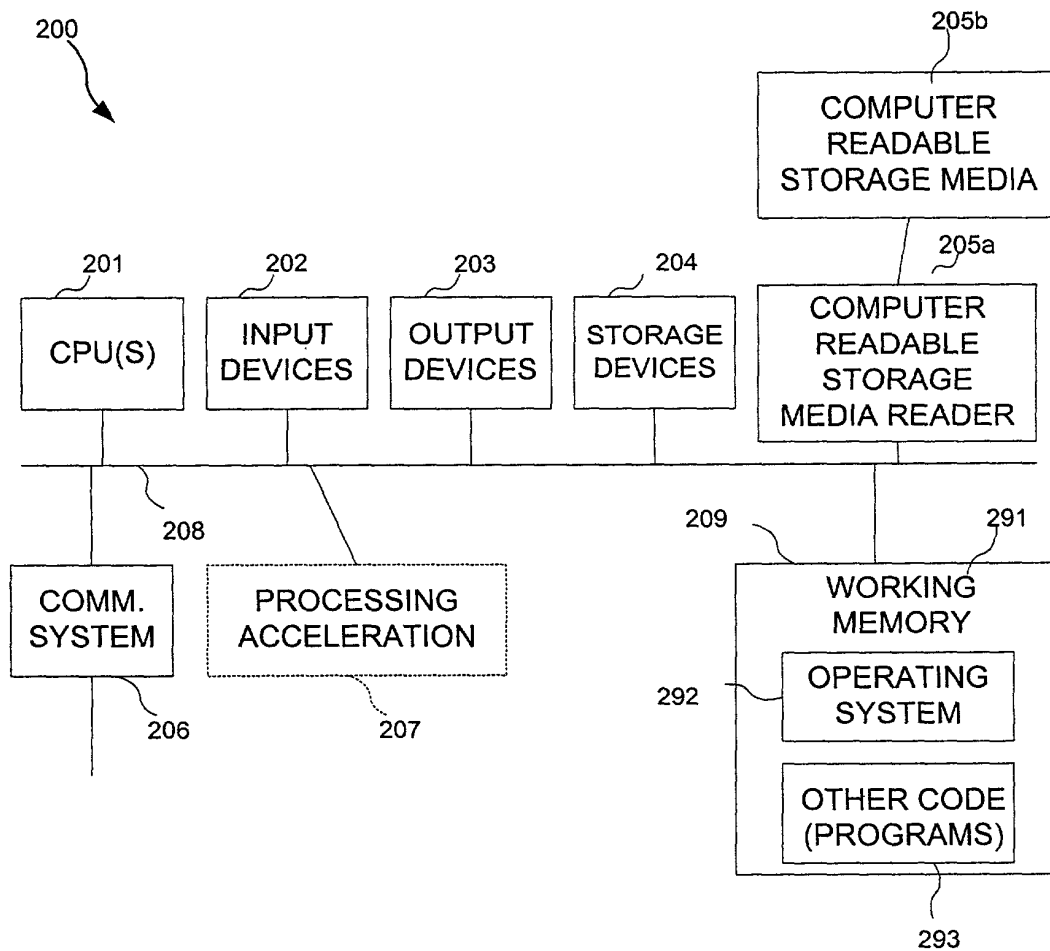 200
205b
COMPUTER
READABLE
STORAGE MEDIA
201
202
203
204
205a
CPU(S)
INPUT
DEVICES
OUTPUT
DEVICES
STORAGE
DEVICES
COMPUTER
READABLE
STORAGE
MEDIA READER
208
209
291
COMM.
SYSTEM
PROCESSING
ACCELERATION
WORKING
MEMORY
206
207
292
OPERATING
SYSTEM
OTHER CODE
(PROGRAMS)
293